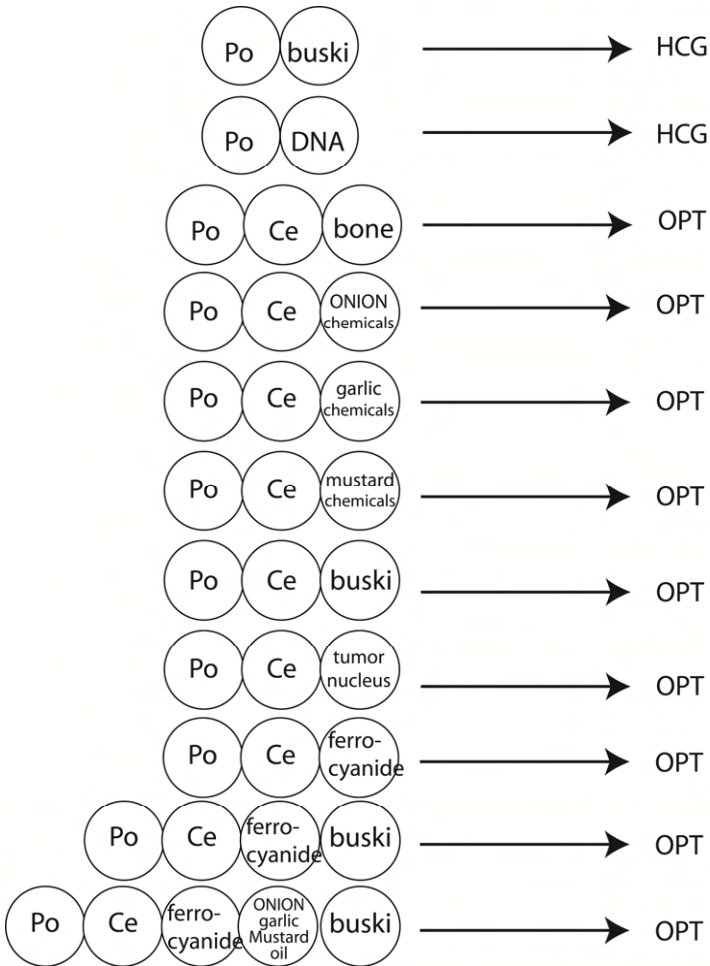 Po buski HCG
Po DNA HCG
Po Ce bone OPT
Po Ce ONION chemicals OPT
Po Ce garlic chemicals OPT
Po Ce mustard chemicals OPT
Po Ce buski OPT
Po Ce tumor nucleus OPT
Po Ce ferro-cyanide OPT
Po Ce ferro-cyanide buski OPT
Po Ce ferro-cyanide ONION garlic Mustard oil buski OPT